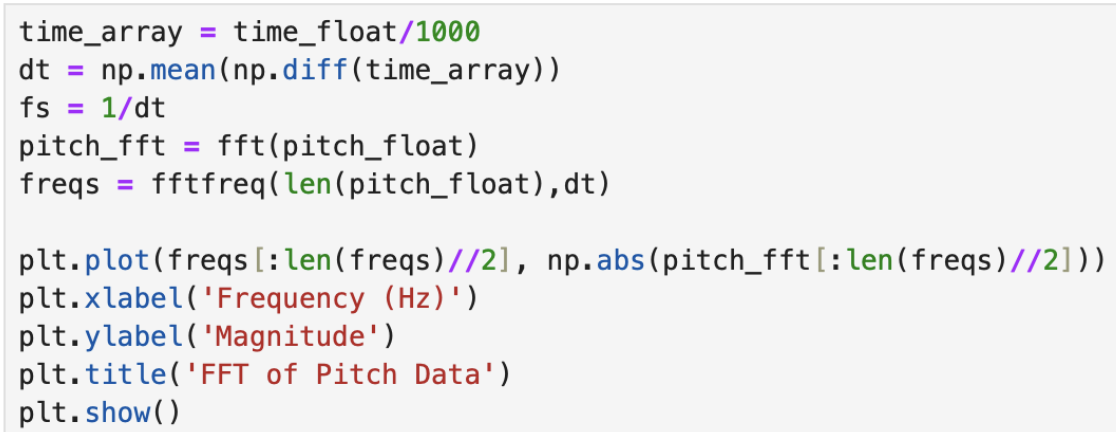 time_array = time_float/1000
dt = np.mean(np.diff(time_array))
fs = 1/dt
pitch_fft = fft(pitch_float)
freqs = fftfreq(len(pitch_float),dt)
plt.plot(freqs[:len(freqs)//2], np.abs(pitch_fft[:len(freqs)//2]))
plt.xlabel('Frequency (Hz)')
plt.ylabel('Magnitude')
plt.title('FFT of Pitch Data')
plt.show()